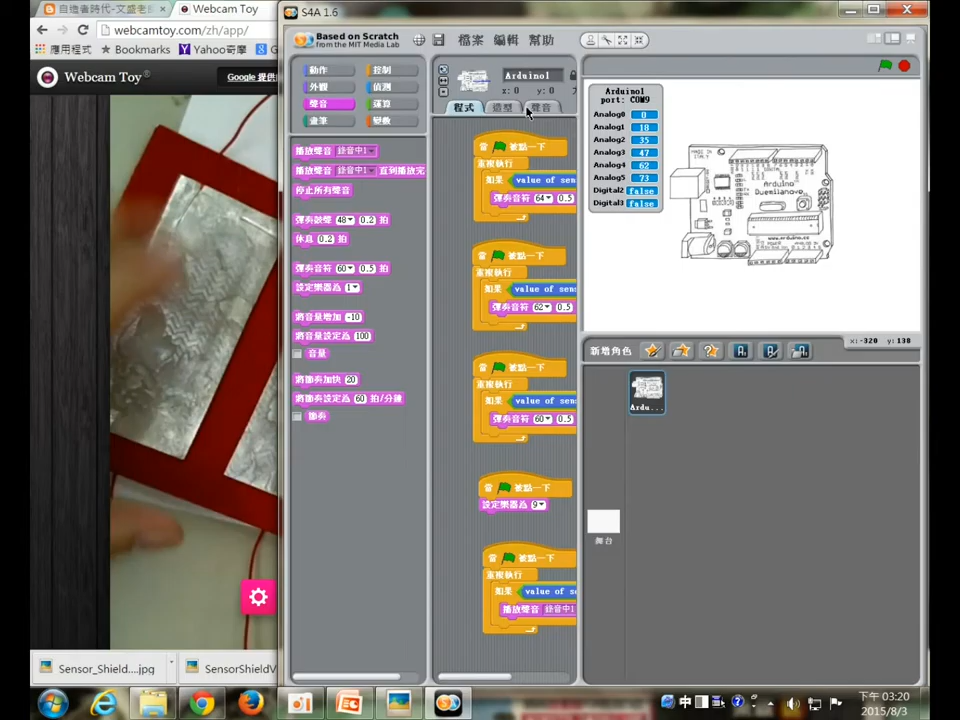 自造者教室 - 文盛老師
Webcam Toy
webcamtoy.com/zh/app/
應用程式
Bookmarks
Yahoo奇摩
Webcam Toy®
Google 提供
Sensor_Shield....jpg
SensorShieldV
S4A 1.6
Based on Scratch
from the MIT Media Lab
檔案 編輯 幫助
動作 控制
外觀 偵測
聲音 運算
畫筆 變數
播放聲音 錄音中1
播放聲音 錄音中1 直到播放完
停止所有聲音
彈奏鼓聲 48 0.2 拍
休息 0.2 拍
彈奏音符 60 0.5 拍
設定樂器為 1
將音量增加 -10
將音量設定為 100
音量
將節奏加快 20
將節奏設定為 60 拍/分鐘
節奏
Arduino1
x: 0 y: 0
程式 造型 聲音
當 被點一下
重複執行
如果 value of sen
彈奏音符 64 0.5
當 被點一下
重複執行
如果 value of sens
彈奏音符 62 0.5
當 被點一下
重複執行
如果 value of sens
彈奏音符 60 0.5
當 被點一下
設定樂器為 9
當 被點一下
重複執行
如果 value of se
播放聲音 錄音中1
Arduino1
port: COM9
Analog0 0
Analog1 18
Analog2 35
Analog3 47
Analog4 62
Analog5 73
Digital2 false
Digital3 false
MADE IN
ITALY
Arduino
Duemilanove
www.arduino.cc
POWER
ANALOG IN
x: -320 y: 138
新增角色
Ardu...
舞台
中
下午 03:20
2015/8/3